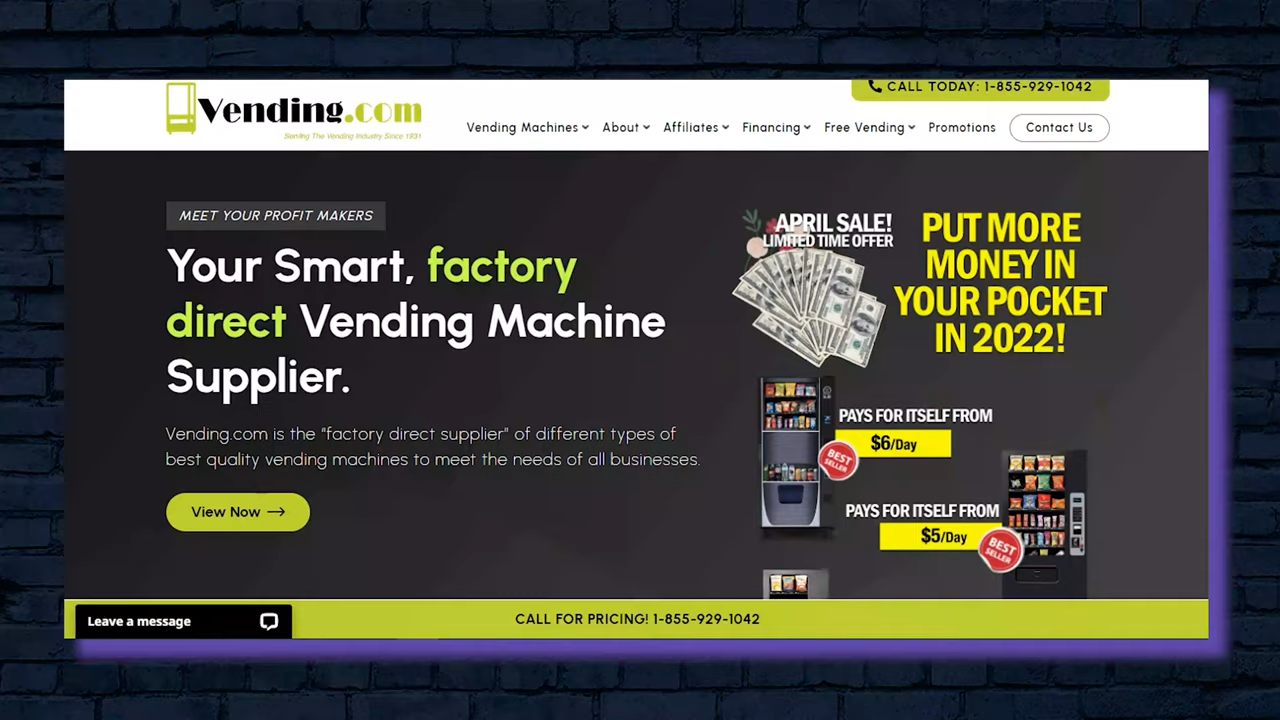 CALL TODAY: 1-855-929-1042
Vending.com
Serving The Vending Industry Since 1931
Vending Machines
About
Affiliates
Financing
Free Vending
Promotions
Contact Us
MEET YOUR PROFIT MAKERS
Your Smart, factory
direct Vending Machine
Supplier.
Vending.com is the "factory direct supplier" of different types of
best quality vending machines to meet the needs of all businesses.
View Now
APRIL SALE!
LIMITED TIME OFFER
PUT MORE
MONEY IN
YOUR POCKET
IN 2022!
PAYS FOR ITSELF FROM
$6/Day
BEST
SELLER
PAYS FOR ITSELF FROM
$5/Day
BEST
SELLER
Leave a message
CALL FOR PRICING! 1-855-929-1042